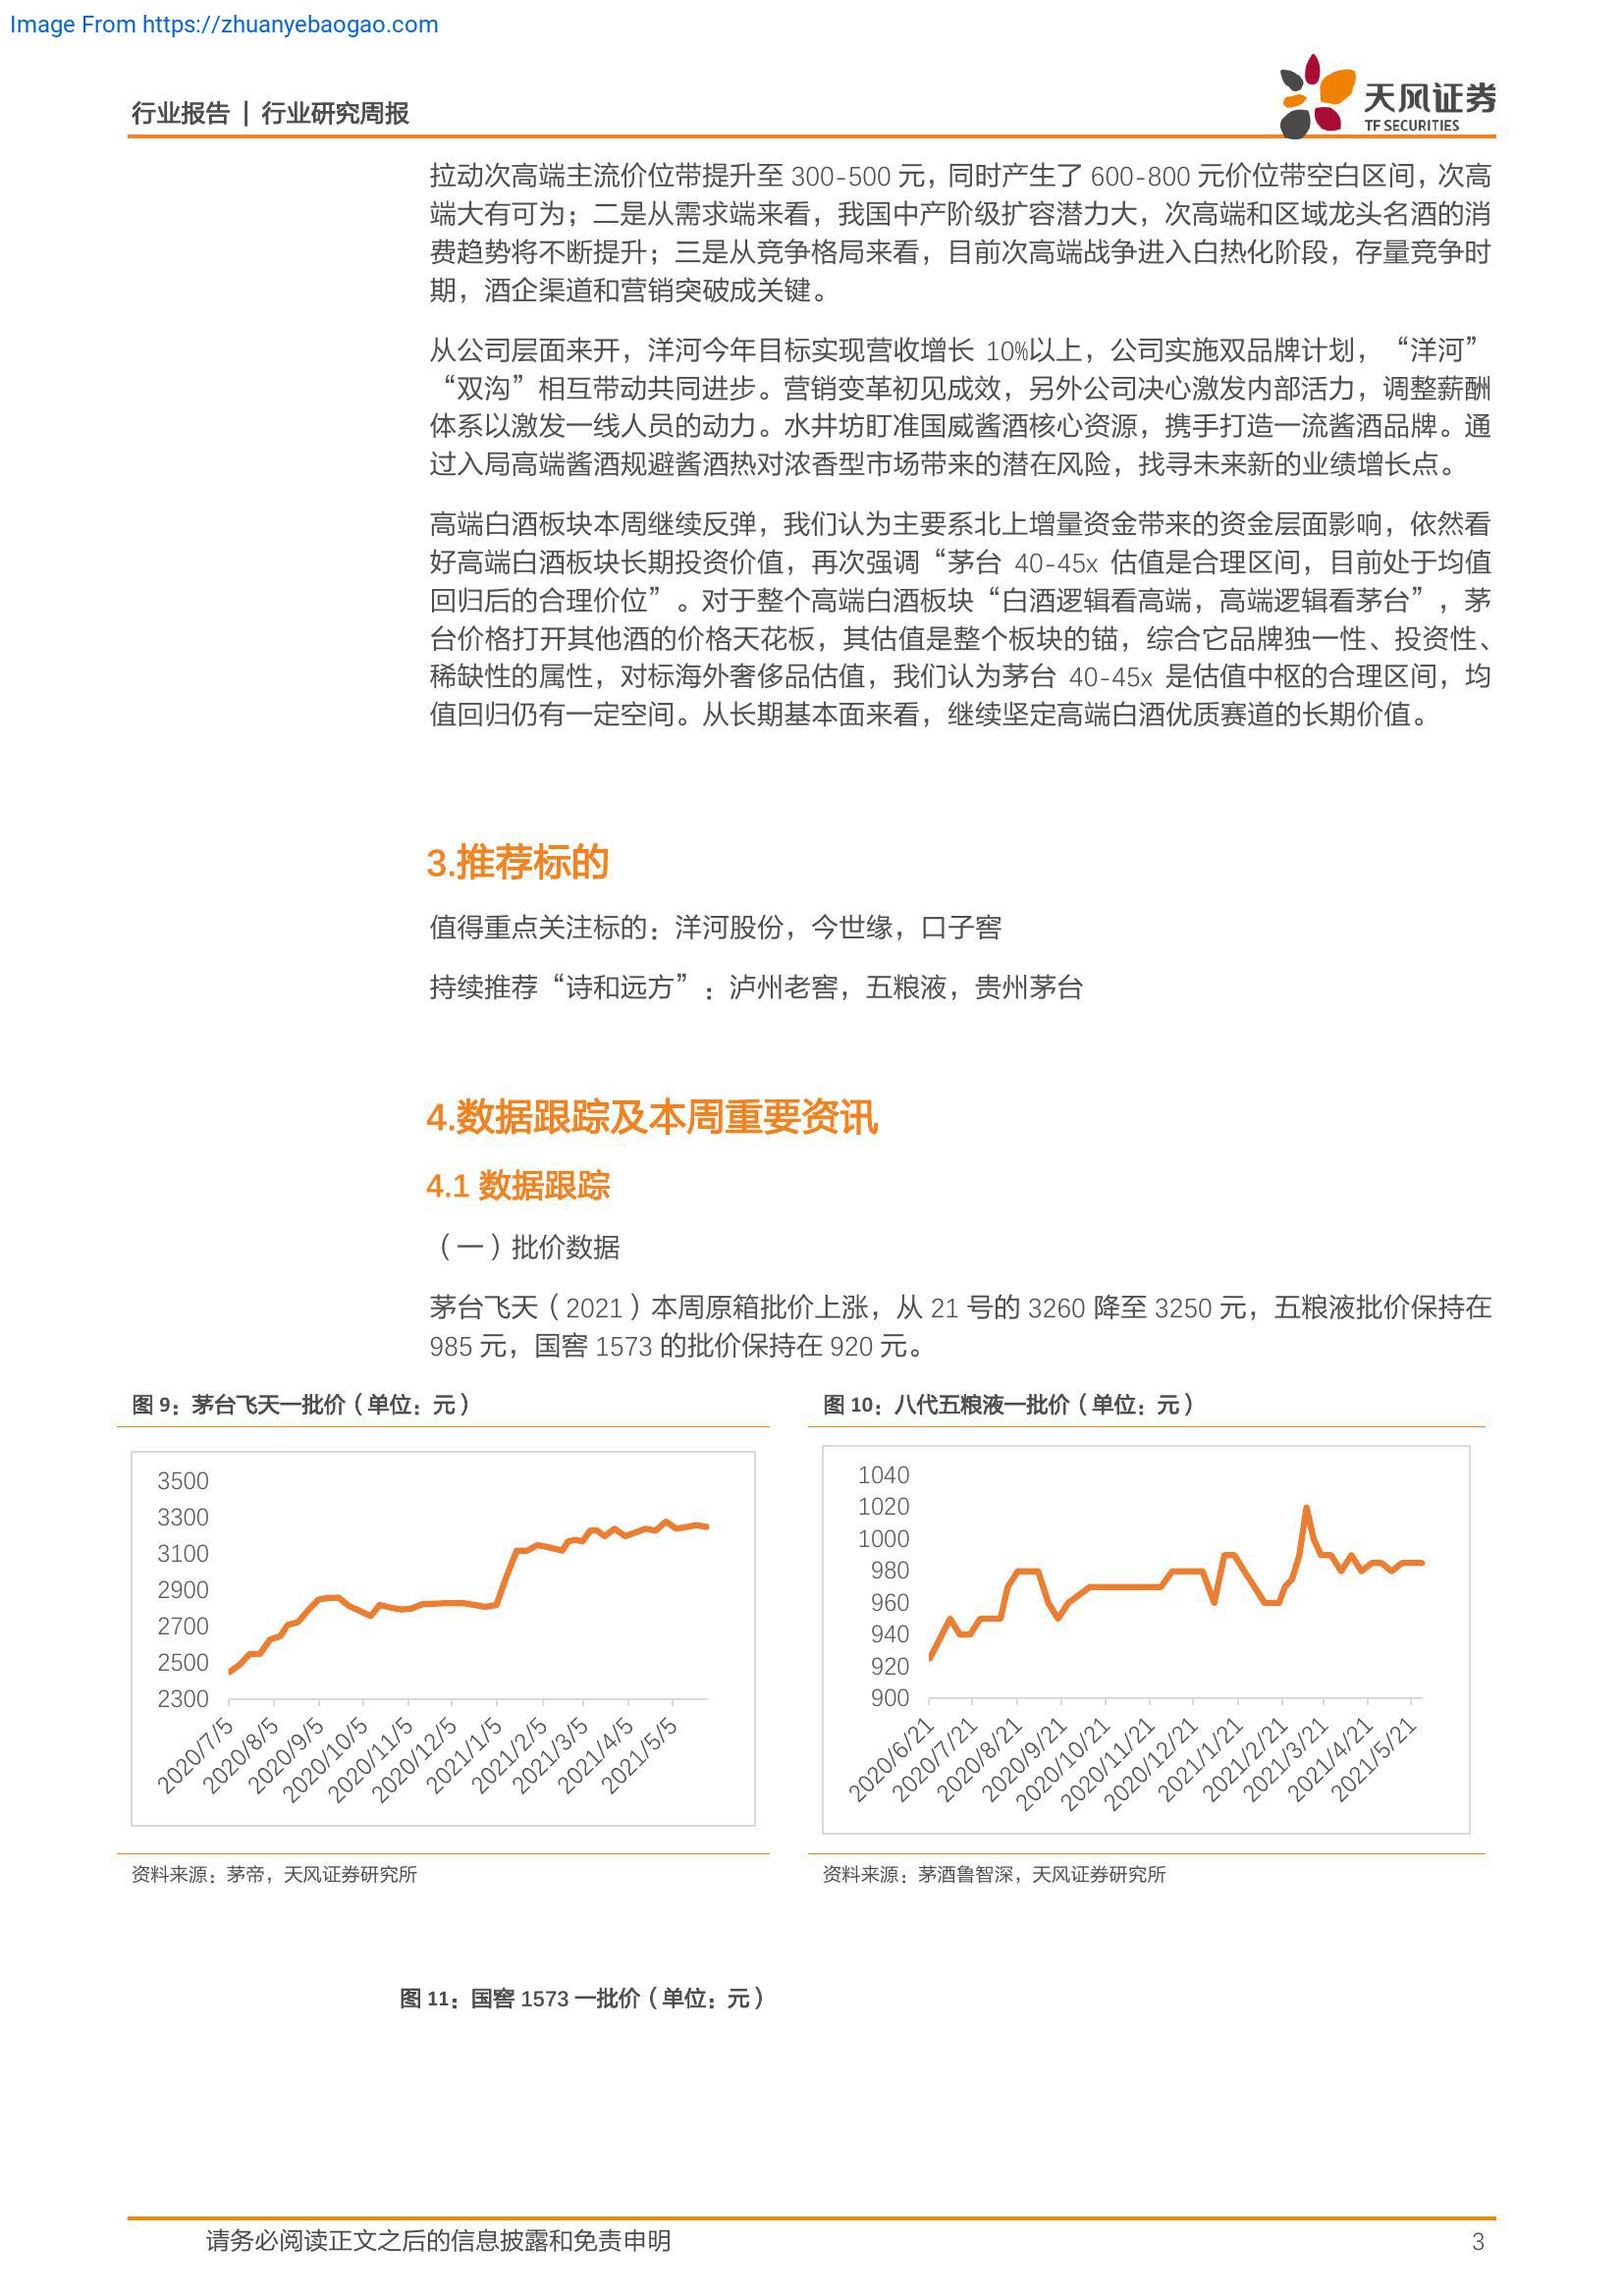 Image From https://zhuanyebaogao.com
行业报告 | 行业研究周报
天风证券
TF SECURITIES
拉动次高端主流价位带提升至 300-500 元，同时产生了 600-800 元价位带空白区间，次高
端大有可为；二是从需求端来看，我国中产阶级扩容潜力大，次高端和区域龙头名酒的消
费趋势将不断提升；三是从竞争格局来看，目前次高端战争进入白热化阶段，存量竞争时
期，酒企渠道和营销突破成关键。
从公司层面来开，洋河今年目标实现营收增长 10%以上，公司实施双品牌计划，“洋河”
“双沟”相互带动共同进步。营销变革初见成效，另外公司决心激发内部活力，调整薪酬
体系以激发一线人员的动力。水井坊盯准国威酱酒核心资源，携手打造一流酱酒品牌。通
过入局高端酱酒规避酱酒热对浓香型市场带来的潜在风险，找寻未来新的业绩增长点。
高端白酒板块本周继续反弹，我们认为主要系北上增量资金带来的资金层面影响，依然看
好高端白酒板块长期投资价值，再次强调“茅台 40-45x 估值是合理区间，目前处于均值
回归后的合理价位”。对于整个高端白酒板块“白酒逻辑看高端，高端逻辑看茅台”，茅
台价格打开其他酒的价格天花板，其估值是整个板块的锚，综合它品牌独一性、投资性、
稀缺性的属性，对标海外奢侈品估值，我们认为茅台 40-45x 是估值中枢的合理区间，均
值回归仍有一定空间。从长期基本面来看，继续坚定高端白酒优质赛道的长期价值。
3.推荐标的
值得重点关注标的：洋河股份，今世缘，口子窖
持续推荐“诗和远方”：泸州老窖，五粮液，贵州茅台
4.数据跟踪及本周重要资讯
4.1 数据跟踪
（一）批价数据
茅台飞天（2021）本周原箱批价上涨，从 21 号的 3260 降至 3250 元，五粮液批价保持在
985 元，国窖 1573 的批价保持在 920 元。
图 9：茅台飞天一批价（单位：元）
3500
3300
3100
2900
2700
2500
2300
2020/7/5
2020/8/5
2020/9/5
2020/10/5
2020/11/5
2020/12/5
2021/1/5
2021/2/5
2021/3/5
2021/4/5
2021/5/5
资料来源：茅帝，天风证券研究所
图 10：八代五粮液一批价（单位：元）
1040
1020
1000
980
960
940
920
900
2020/6/21
2020/7/21
2020/8/21
2020/9/21
2020/10/21
2020/11/21
2020/12/21
2021/1/21
2021/2/21
2021/3/21
2021/4/21
2021/5/21
资料来源：茅酒鲁智深，天风证券研究所
图 11：国窖 1573 一批价（单位：元）
请务必阅读正文之后的信息披露和免责申明
3